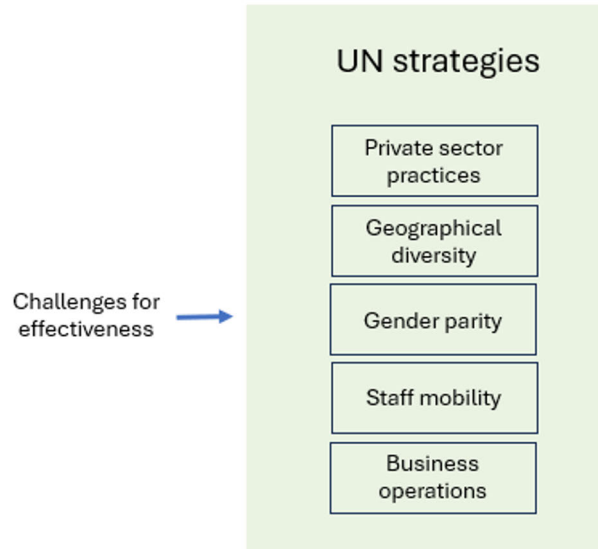 UN strategies
Private sector
practices
Geographical
diversity
Challenges for
effectiveness
Gender parity
Staff mobility
Business
operations